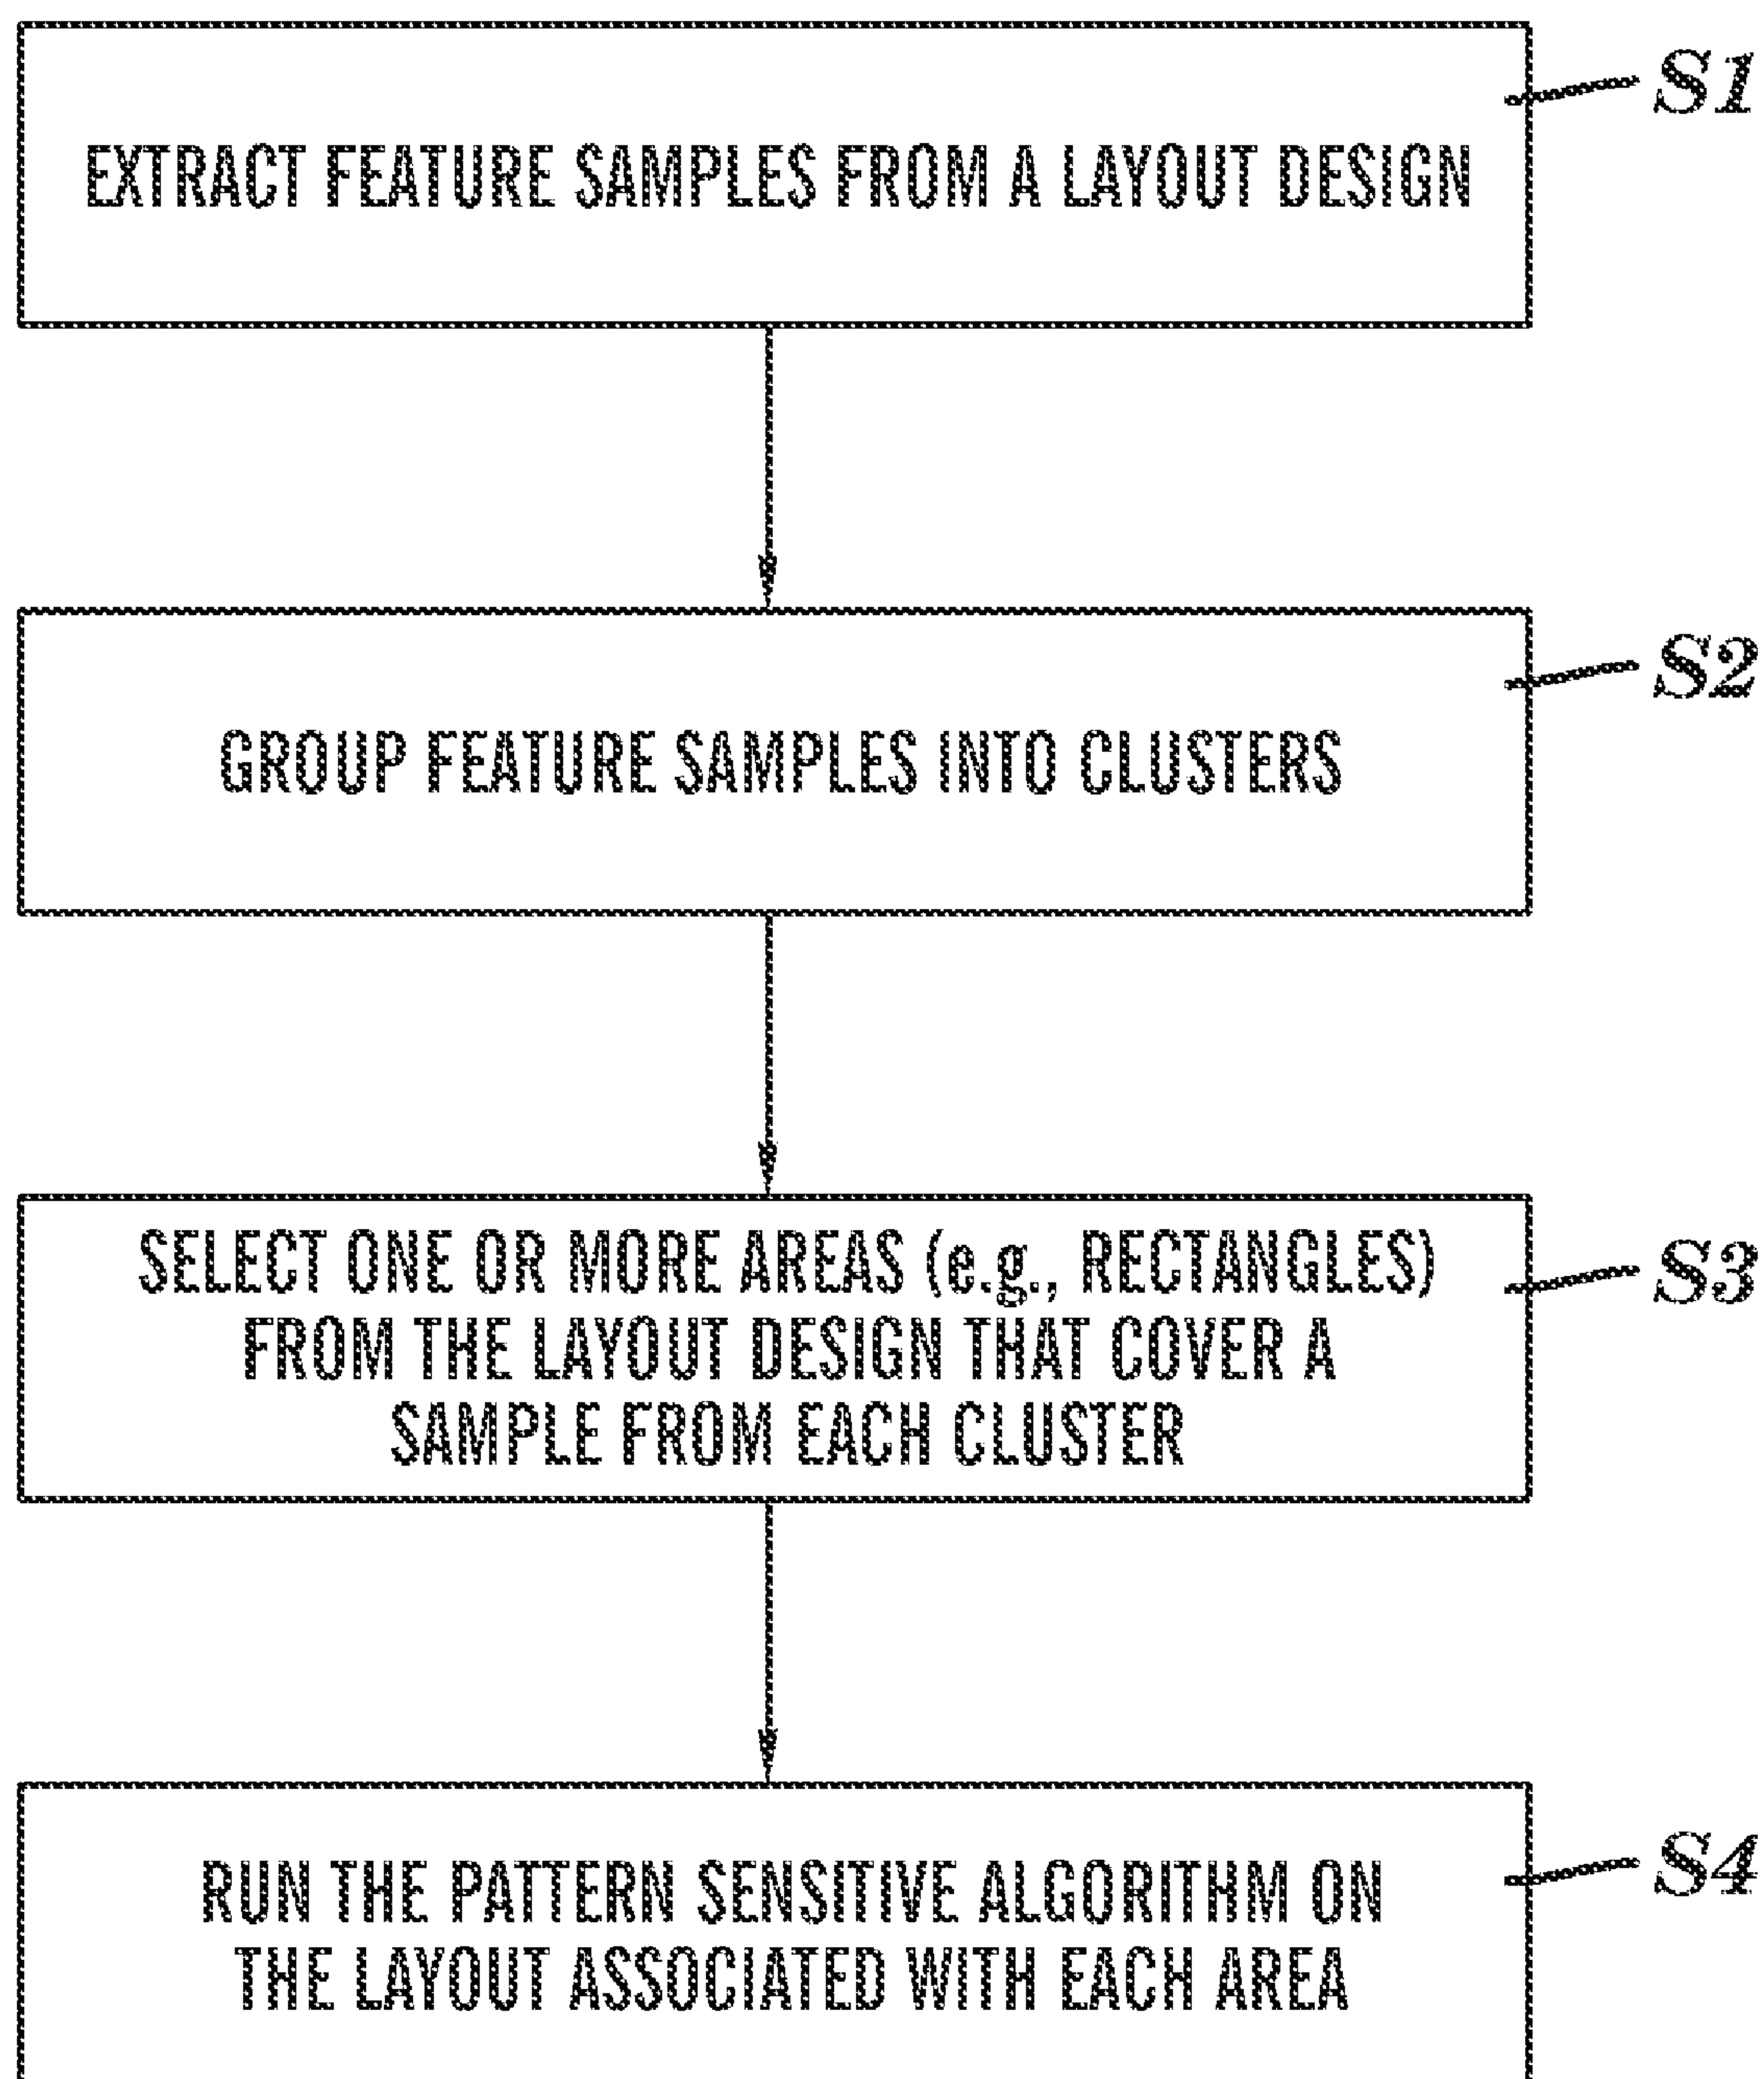 EXTRACT FEATURE SAMPLES FROM A LAYOUT DESIGN
S1
GROUP FEATURE SAMPLES INTO CLUSTERS
S2
SELECT ONE OR MORE AREAS (e.g., RECTANGLES)
FROM THE LAYOUT DESIGN THAT COVER A
SAMPLE FROM EACH CLUSTER
S3
RUN THE PATTERN SENSITIVE ALGORITHM ON
THE LAYOUT ASSOCIATED WITH EACH AREA
S4